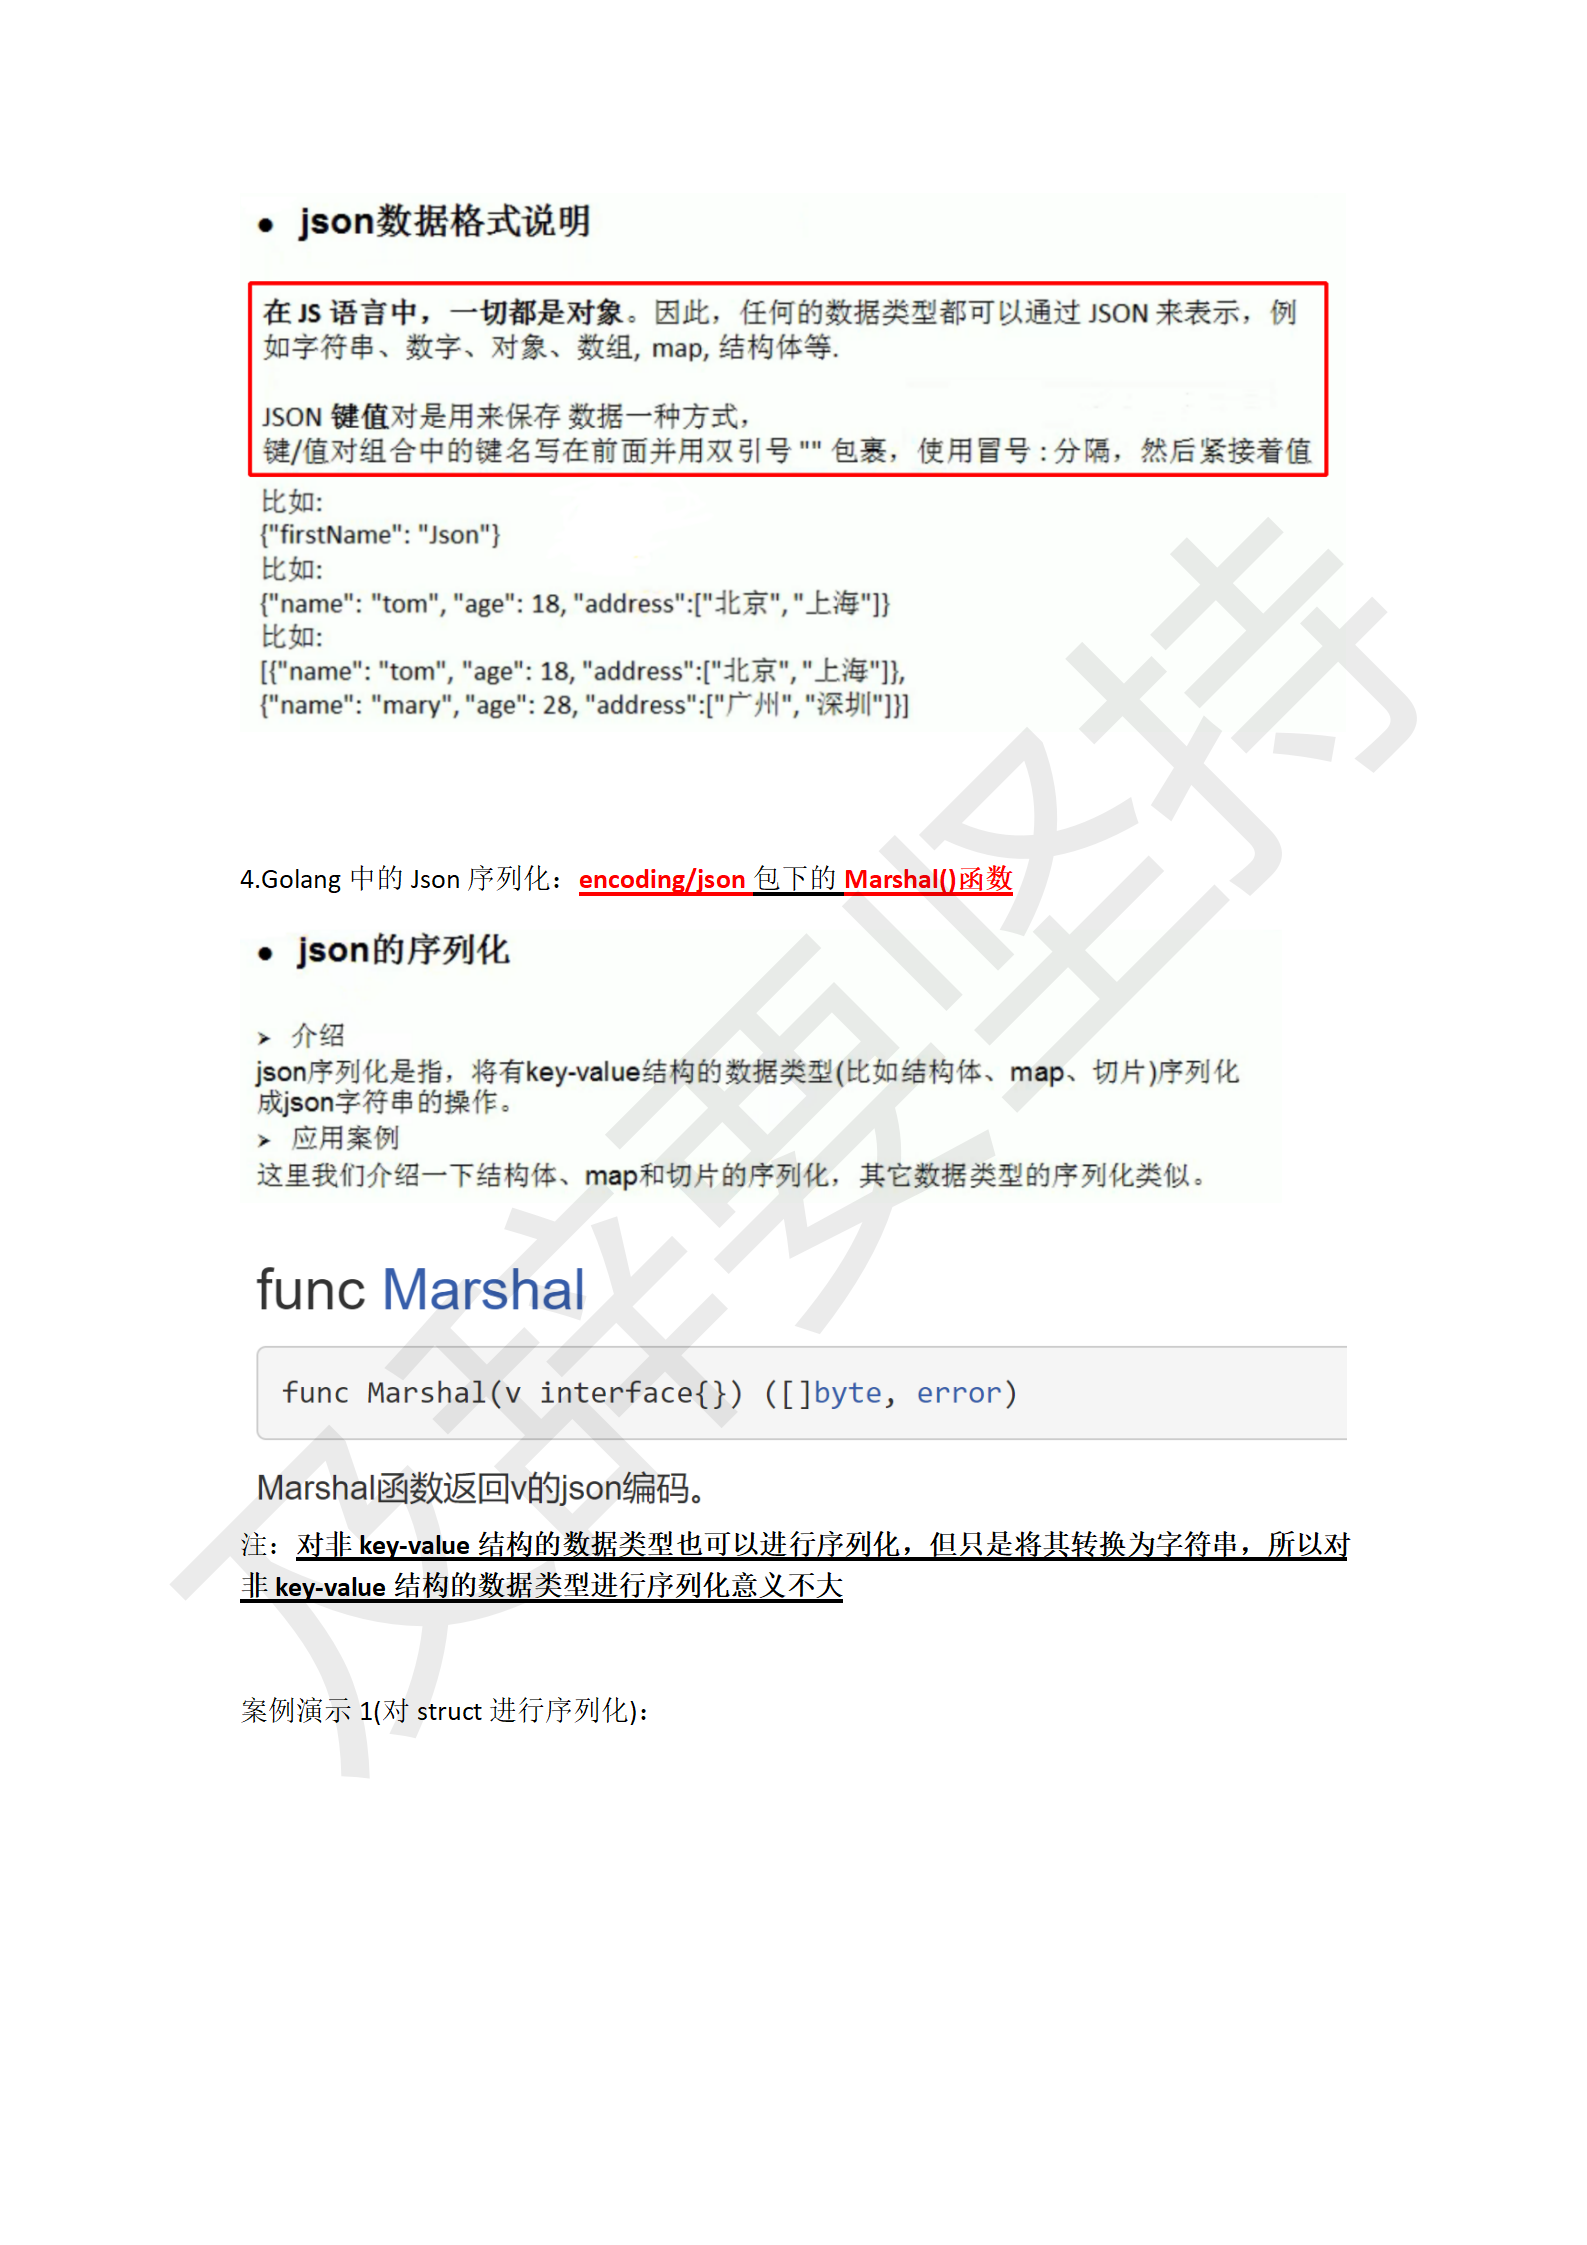 ● json数据格式说明
在 JS 语言中，一切都是对象。因此，任何的数据类型都可以通过 JSON 来表示，例
如字符串、数字、对象、数组, map, 结构体等.
JSON 键值对是用来保存 数据一种方式，
键/值对组合中的键名写在前面并用双引号 "" 包裹，使用冒号 : 分隔，然后紧接着值
比如:
{"firstName": "Json"}
比如:
{"name": "tom", "age": 18, "address":["北京", "上海"]}
比如:
[{"name": "tom", "age": 18, "address":["北京", "上海"]},
{"name": "mary", "age": 28, "address":["广州", "深圳"]}]
4.Golang 中的 Json 序列化：encoding/json 包下的 Marshal()函数
● json的序列化
➢ 介绍
json序列化是指，将有key-value结构的数据类型(比如结构体、map、切片)序列化
成json字符串的操作。
➢ 应用案例
这里我们介绍一下结构体、map和切片的序列化，其它数据类型的序列化类似。
func Marshal
func Marshal(v interface{}) ([]byte, error)
Marshal函数返回v的json编码。
注：对非 key-value 结构的数据类型也可以进行序列化，但只是将其转换为字符串，所以对
非 key-value 结构的数据类型进行序列化意义不大
案例演示 1(对 struct 进行序列化)：
及辞要坚持